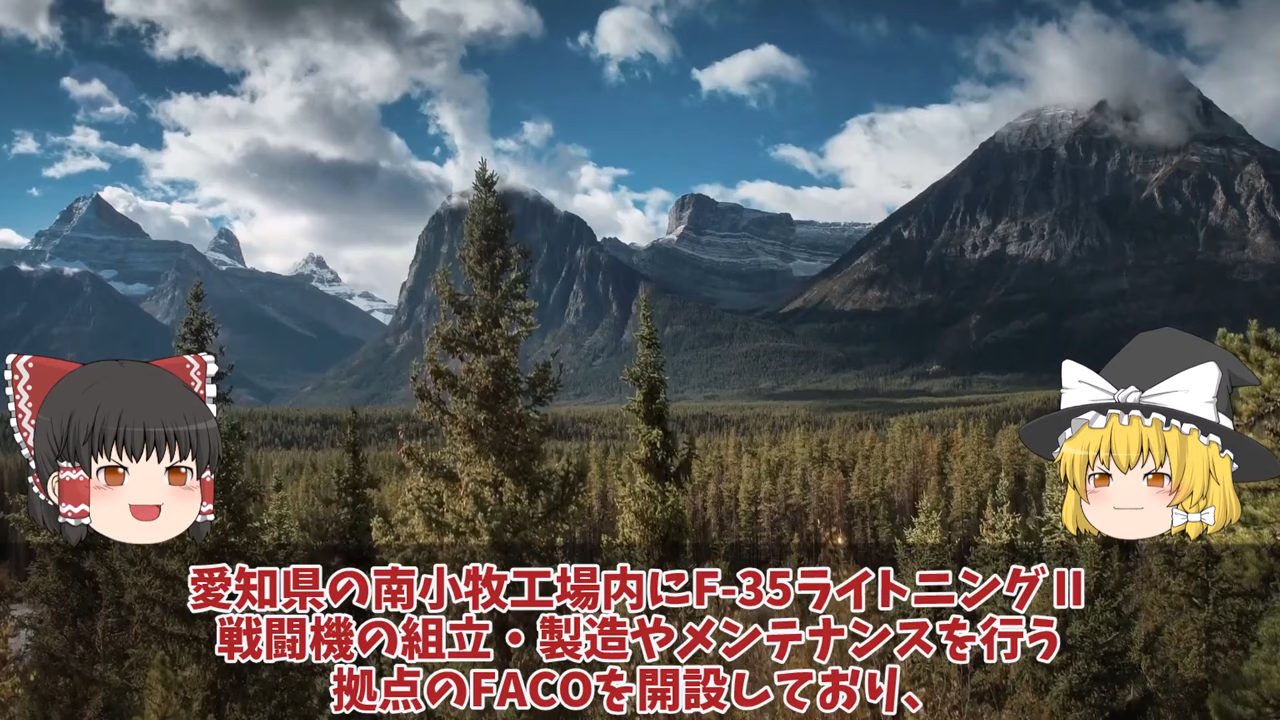 愛知県の南小牧工場内にF-35ライトニングⅡ
戦闘機の組立・製造やメンテナンスを行う
拠点のFACOを開設しており、